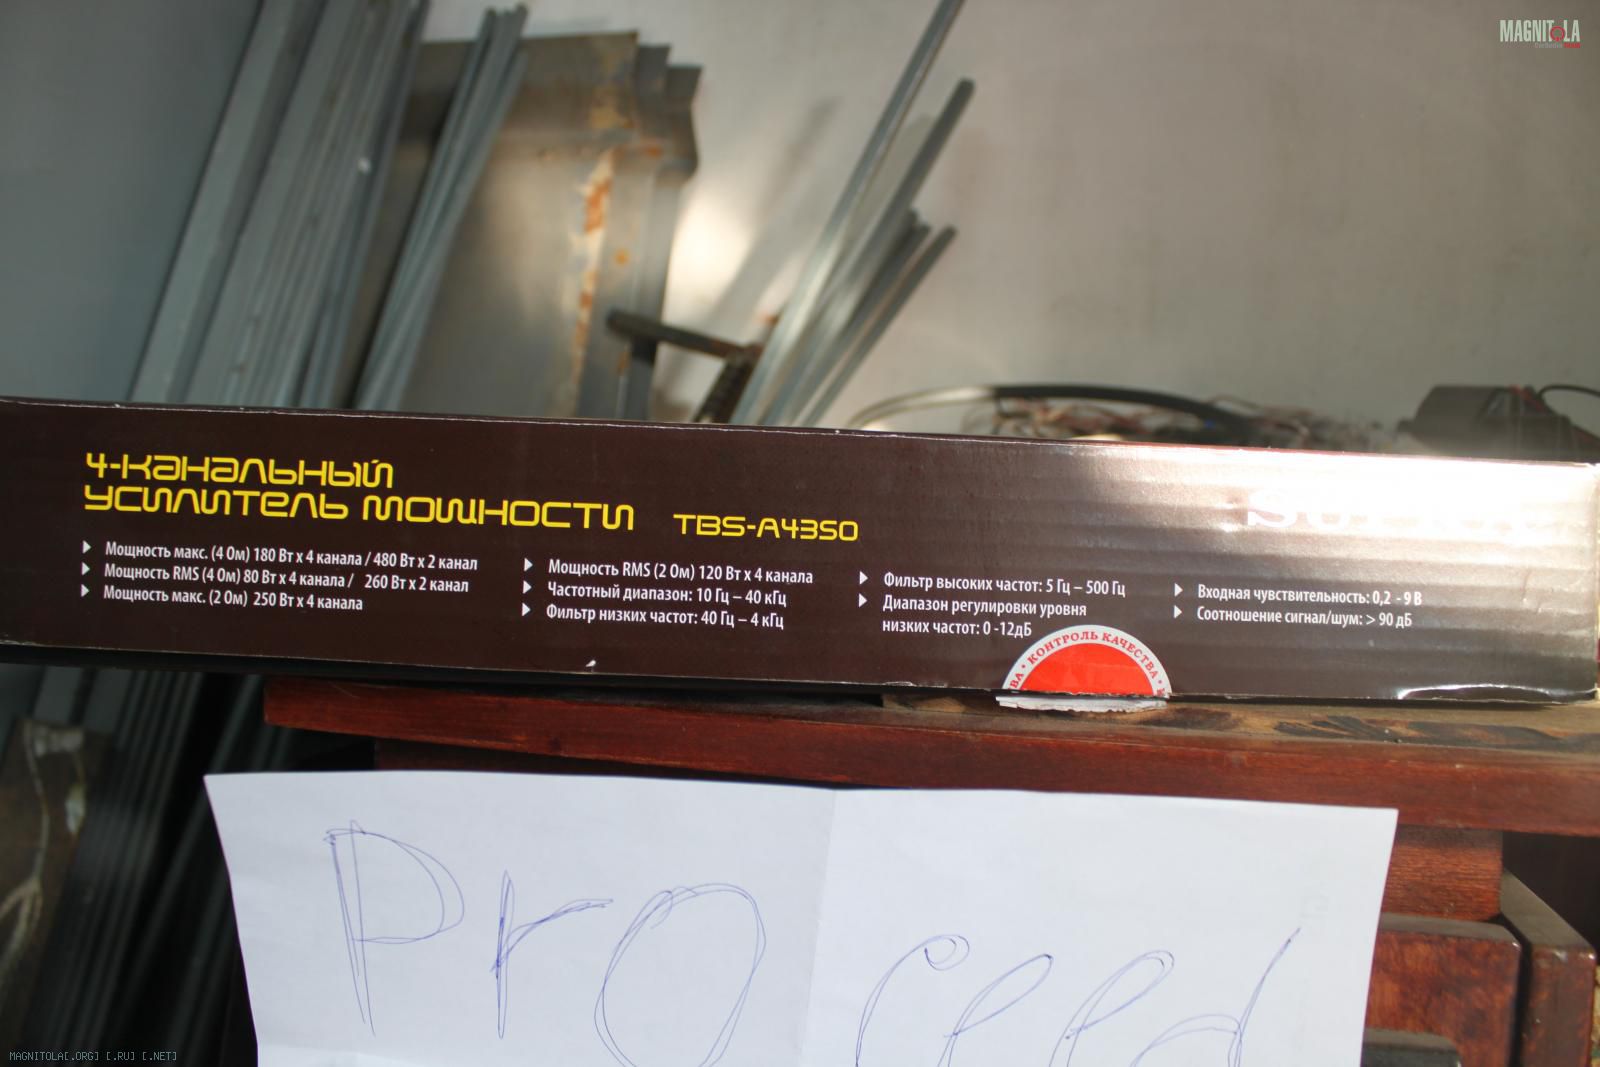 MAGNITOLA
4-канальный
усилитель мощности TBS-A4350
Мощность макс. (4 Ом) 180 Вт x 4 канала / 480 Вт x 2 канал
Мощность RMS (4 Ом) 80 Вт x 4 канала / 260 Вт x 2 канал
Мощность макс. (2 Ом) 250 Вт x 4 канала
Мощность RMS (2 Ом) 120 Вт x 4 канала
Частотный диапазон: 10 Гц – 40 кГц
Фильтр низких частот: 40 Гц – 4 кГц
Фильтр высоких частот: 5 Гц – 500 Гц
Диапазон регулировки уровня
низких частот: 0 -12дБ
Входная чувствительность: 0,2 - 9 В
Соотношение сигнал/шум: > 90 дБ
КОНТРОЛЬ КАЧЕСТВА
Proceed
MAGNITOLA[.ORG] [.RU] [.NET]